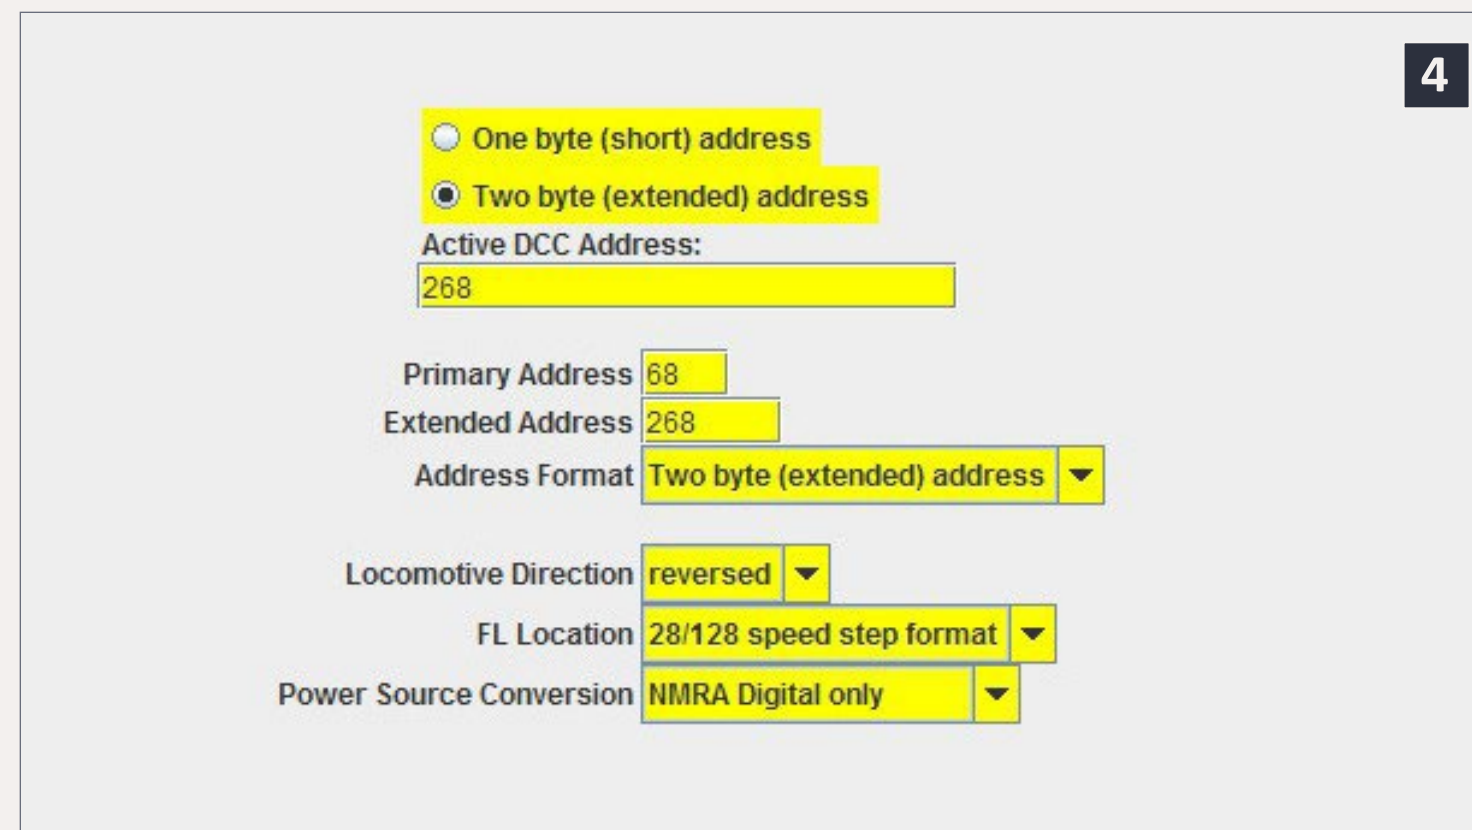 4
One byte (short) address
Two byte (extended) address
Active DCC Address:
268
Primary Address 68
Extended Address 268
Address Format Two byte (extended) address
Locomotive Direction reversed
FL Location 28/128 speed step format
Power Source Conversion NMRA Digital only